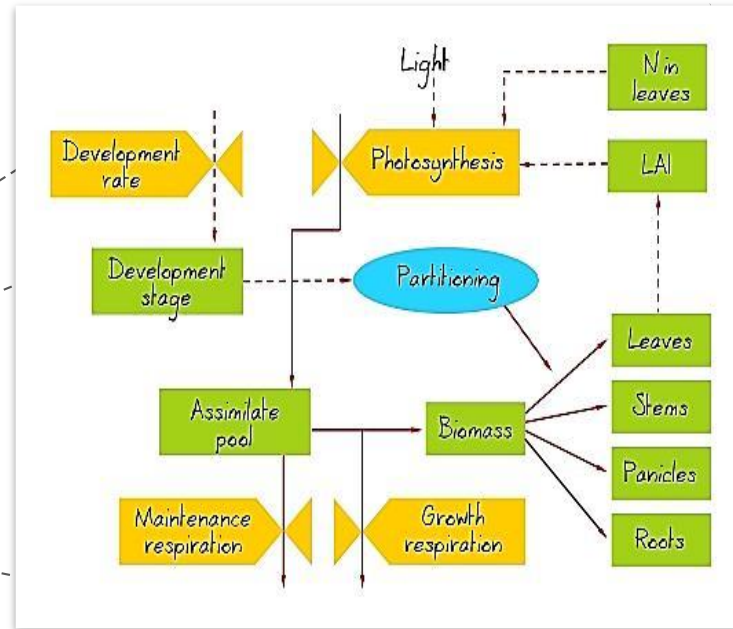 Light
N in
leaves
Development
rate
Photosynthesis
LAI
Development
stage
Partitioning
Leaves
Assimilate
pool
Biomass
Stems
Panicles
Maintenance
respiration
Growth
respiration
Roots